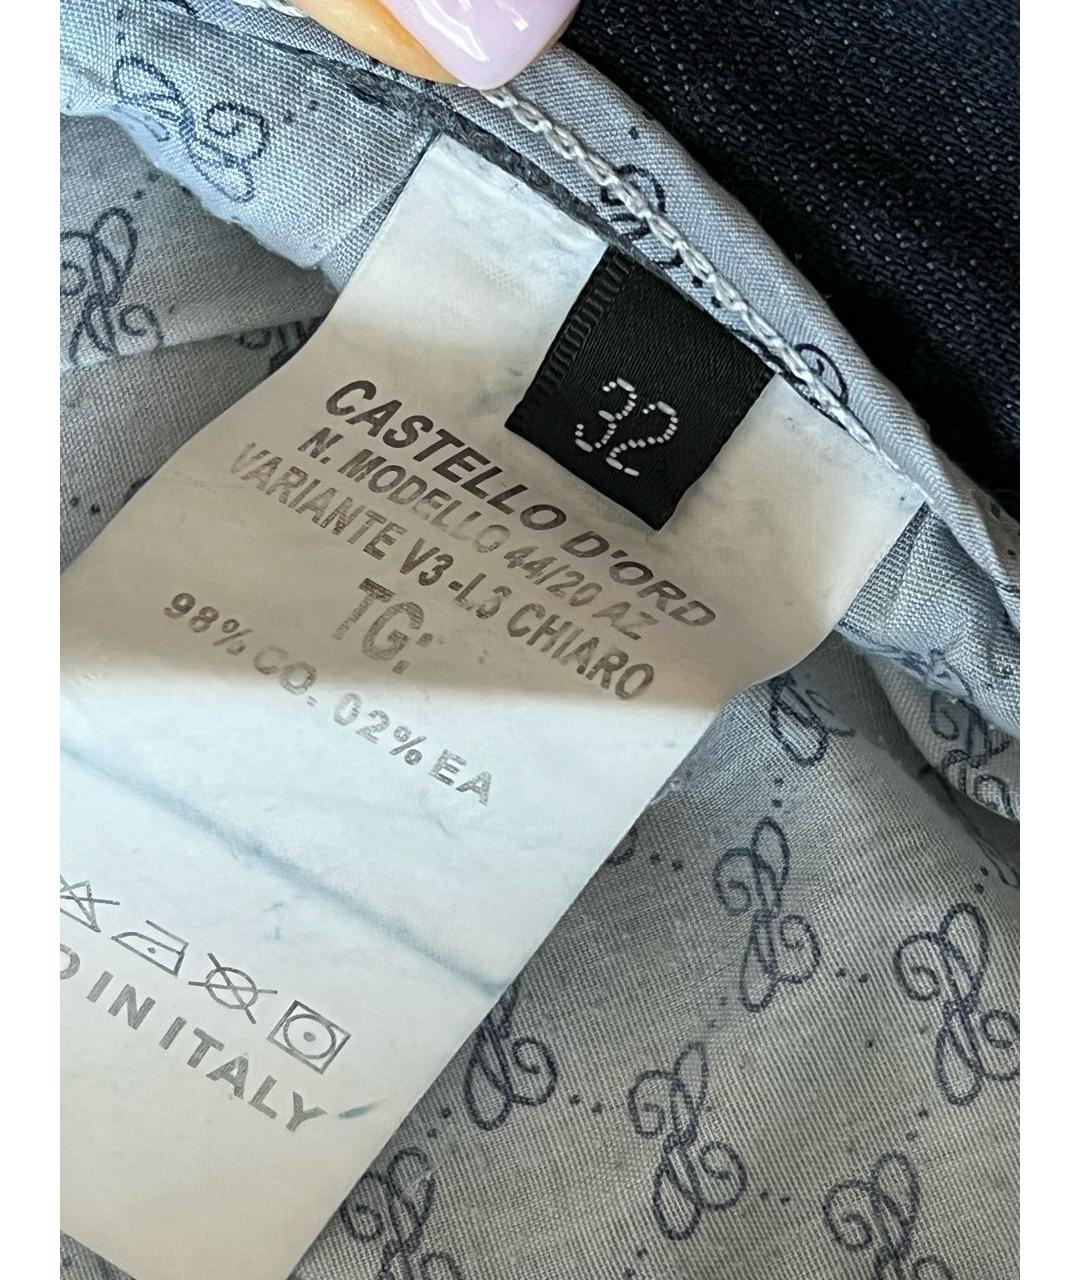 32
CASTELLO D'ORO
N. MODELLO 44/20 AZ
VARIANTE V3-L3 CHIARO
TG:
98% CO. 02% EA
D IN ITALY